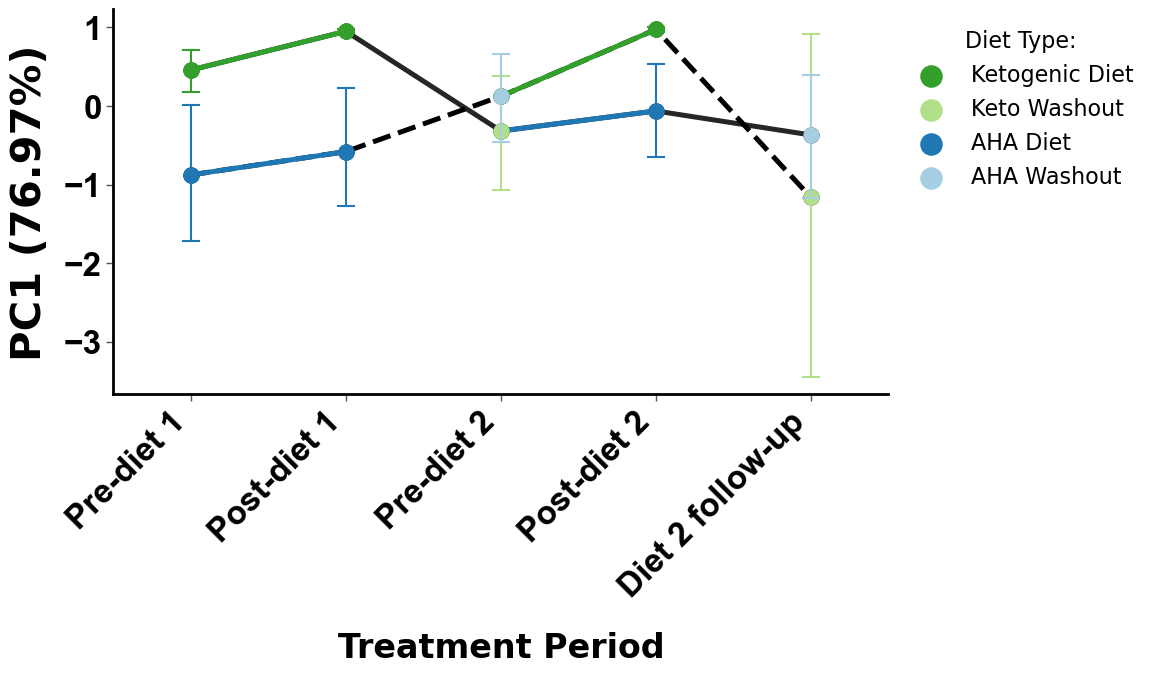 PC1 (76.97%)
1
0
−1
−2
−3
Pre-diet 1
Post-diet 1
Pre-diet 2
Post-diet 2
Diet 2 follow-up
Treatment Period
Diet Type:
Ketogenic Diet
Keto Washout
AHA Diet
AHA Washout